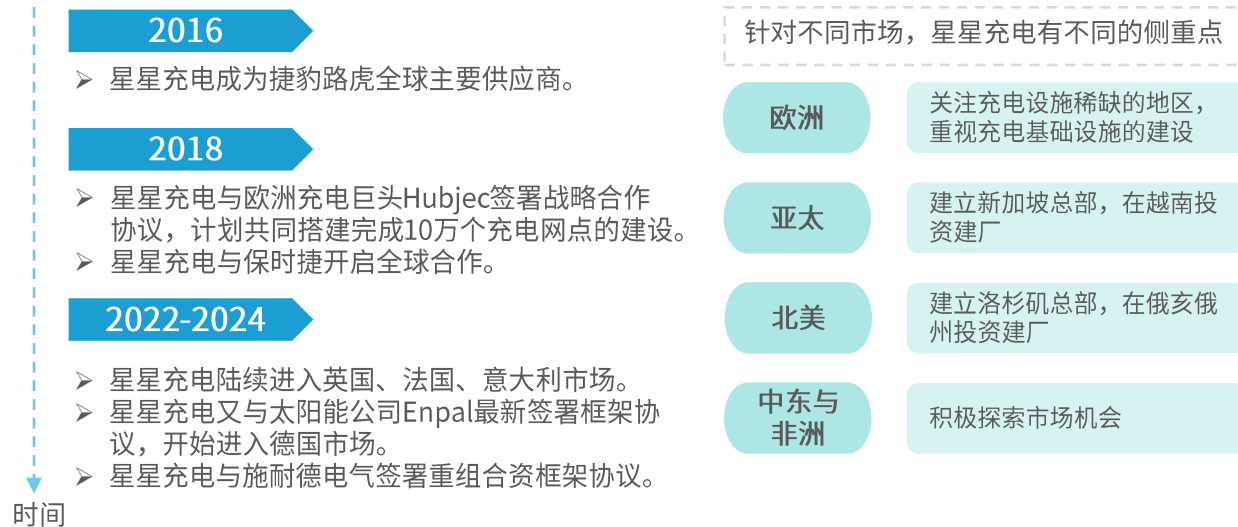 2016
➢ 星星充电成为捷豹路虎全球主要供应商。
2018
➢ 星星充电与欧洲充电巨头Hubjec签署战略合作
协议，计划共同搭建完成10万个充电网点的建设。
➢ 星星充电与保时捷开启全球合作。
2022-2024
➢ 星星充电陆续进入英国、法国、意大利市场。
➢ 星星充电又与太阳能公司Enpal最新签署框架协
议，开始进入德国市场。
➢ 星星充电与施耐德电气签署重组合资框架协议。
时间
针对不同市场，星星充电有不同的侧重点
欧洲
关注充电设施稀缺的地区，
重视充电基础设施的建设
亚太
建立新加坡总部，在越南投
资建厂
北美
建立洛杉矶总部，在俄亥俄
州投资建厂
中东与
非洲
积极探索市场机会